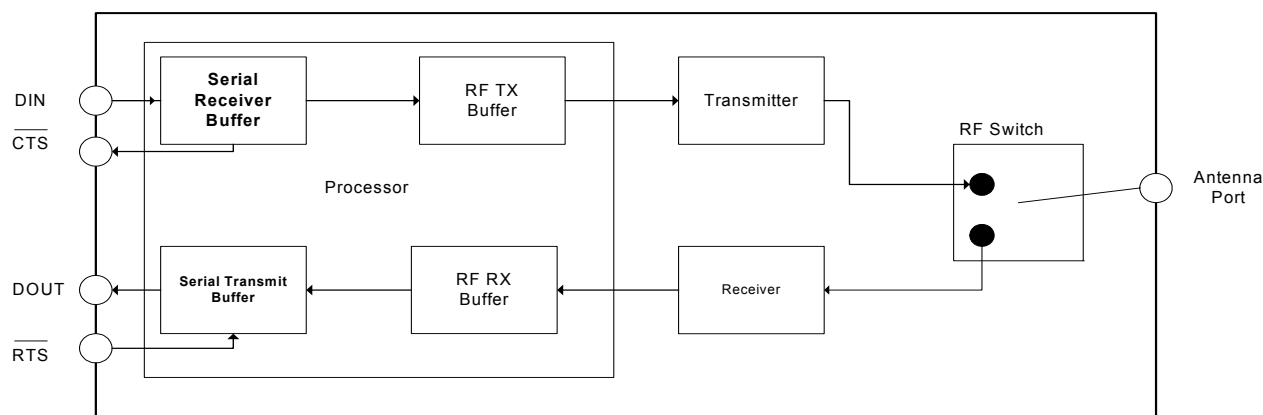 DIN
CTS
Serial
Receiver
Buffer
RF TX
Buffer
Transmitter
RF Switch
Antenna
Port
Processor
DOUT
RTS
Serial Transmit
Buffer
RF RX
Buffer
Receiver